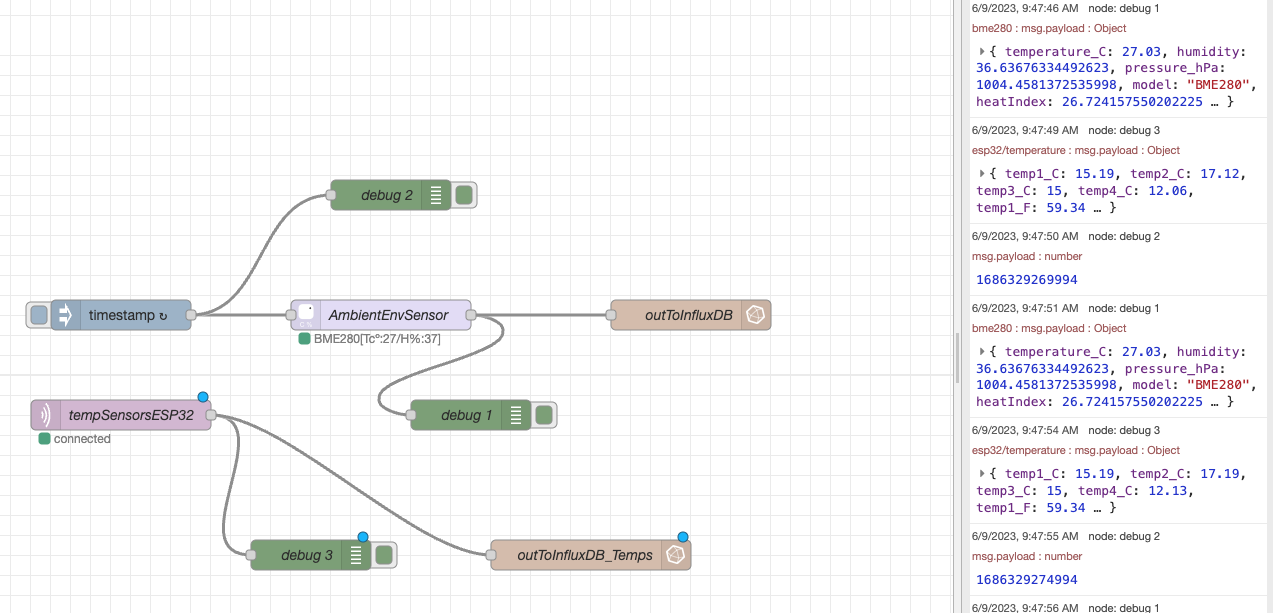 debug 2
timestamp ↻
AmbientEnvSensor
outToInfluxDB
BME280[Tcº:27/H%:37]
tempSensorsESP32
connected
debug 1
debug 3
outToInfluxDB_Temps
6/9/2023, 9:47:46 AM node: debug 1
bme280 : msg.payload : Object
{ temperature_C: 27.03, humidity:
36.63676334492623, pressure_hPa:
1004.4581372535998, model: "BME280",
heatIndex: 26.724157550202225 … }
6/9/2023, 9:47:49 AM node: debug 3
esp32/temperature : msg.payload : Object
{ temp1_C: 15.19, temp2_C: 17.12,
temp3_C: 15, temp4_C: 12.06,
temp1_F: 59.34 … }
6/9/2023, 9:47:50 AM node: debug 2
msg.payload : number
1686329269994
6/9/2023, 9:47:51 AM node: debug 1
bme280 : msg.payload : Object
{ temperature_C: 27.03, humidity:
36.63676334492623, pressure_hPa:
1004.4581372535998, model: "BME280",
heatIndex: 26.724157550202225 … }
6/9/2023, 9:47:54 AM node: debug 3
esp32/temperature : msg.payload : Object
{ temp1_C: 15.19, temp2_C: 17.19,
temp3_C: 15, temp4_C: 12.13,
temp1_F: 59.34 … }
6/9/2023, 9:47:55 AM node: debug 2
msg.payload : number
1686329274994
6/9/2023, 9:47:56 AM node: debug 1